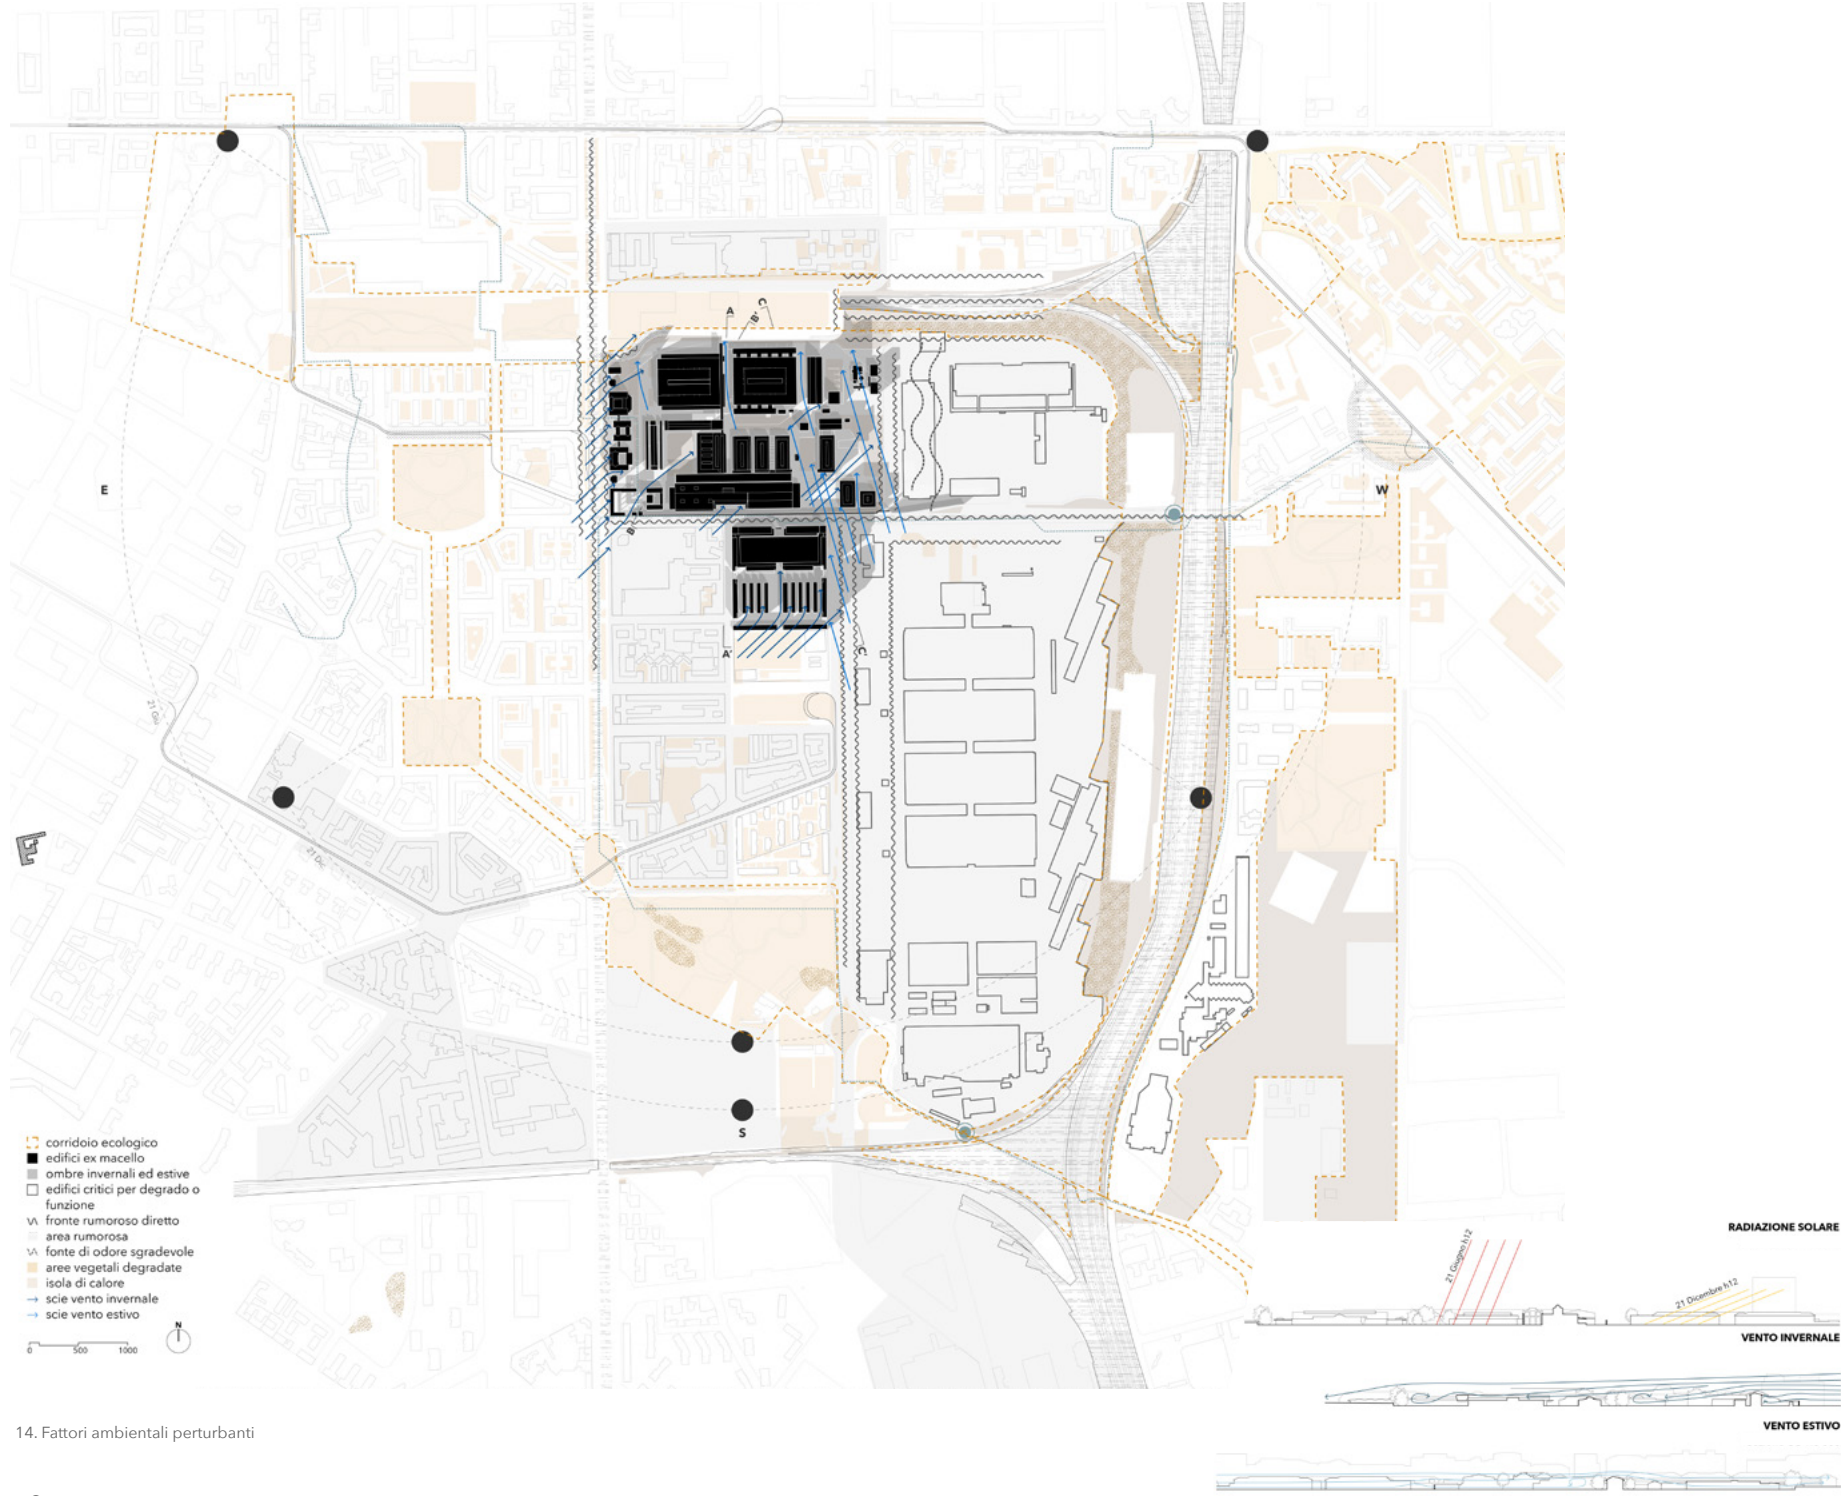 A
B'
C
E
W
B
A'
C'
21 Giu
21 Dic
S
corridoio ecologico
edifici ex macello
ombre invernali ed estive
edifici critici per degrado o
funzione
fronte rumoroso diretto
area rumorosa
fonte di odore sgradevole
aree vegetali degradate
isola di calore
scie vento invernale
scie vento estivo
N
0 500 1000
RADIAZIONE SOLARE
21 Giugno h12
21 Dicembre h12
VENTO INVERNALE
VENTO ESTIVO
14. Fattori ambientali perturbanti